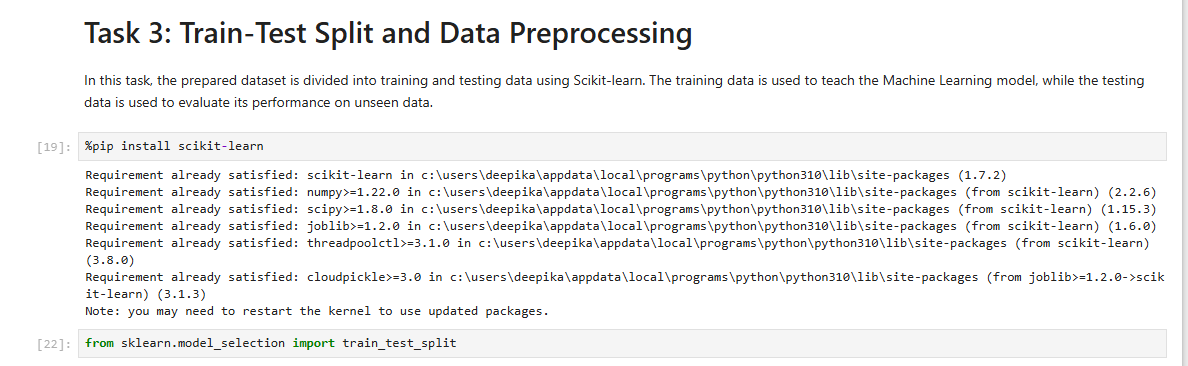 Task 3: Train-Test Split and Data Preprocessing
In this task, the prepared dataset is divided into training and testing data using Scikit-learn. The training data is used to teach the Machine Learning model, while the testing
data is used to evaluate its performance on unseen data.
[19]: %pip install scikit-learn
Requirement already satisfied: scikit-learn in c:\users\deepika\appdata\local\programs\python\python310\lib\site-packages (1.7.2)
Requirement already satisfied: numpy>=1.22.0 in c:\users\deepika\appdata\local\programs\python\python310\lib\site-packages (from scikit-learn) (2.2.6)
Requirement already satisfied: scipy>=1.8.0 in c:\users\deepika\appdata\local\programs\python\python310\lib\site-packages (from scikit-learn) (1.15.3)
Requirement already satisfied: joblib>=1.2.0 in c:\users\deepika\appdata\local\programs\python\python310\lib\site-packages (from scikit-learn) (1.6.0)
Requirement already satisfied: threadpoolctl>=3.1.0 in c:\users\deepika\appdata\local\programs\python\python310\lib\site-packages (from scikit-learn)
(3.8.0)
Requirement already satisfied: cloudpickle>=3.0 in c:\users\deepika\appdata\local\programs\python\python310\lib\site-packages (from joblib>=1.2.0->scik
it-learn) (3.1.3)
Note: you may need to restart the kernel to use updated packages.
[22]: from sklearn.model_selection import train_test_split